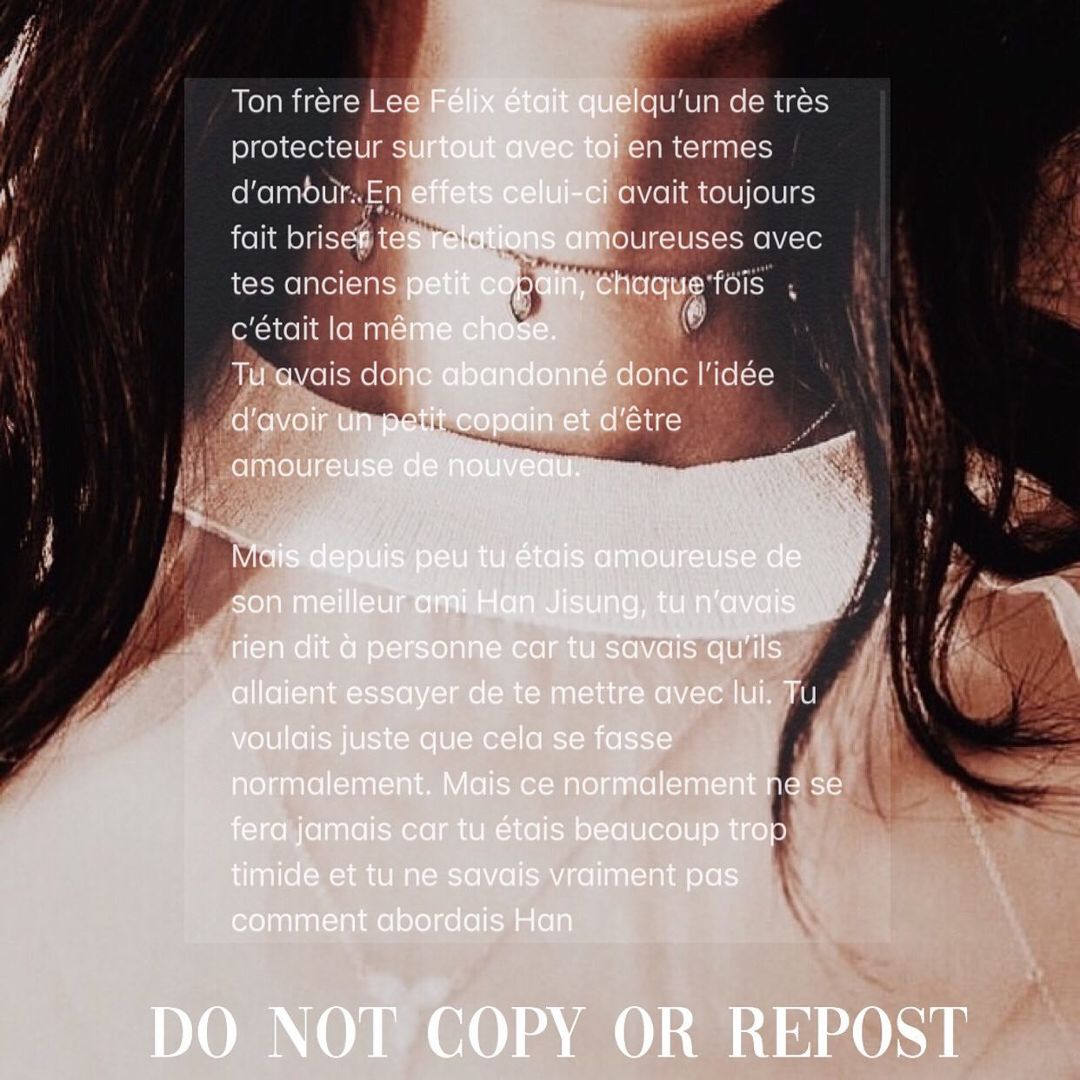 Ton frère Lee Félix était quelqu’un de très
protecteur surtout avec toi en termes
d’amour. En effets celui-ci avait toujours
fait briser tes relations amoureuses avec
tes anciens petit copain, chaque fois
c’était la même chose.
Tu avais donc abandonné donc l’idée
d’avoir un petit copain et d’être
amoureuse de nouveau.
Mais depuis peu tu étais amoureuse de
son meilleur ami Han Jisung, tu n’avais
rien dit à personne car tu savais qu’ils
allaient essayer de te mettre avec lui. Tu
voulais juste que cela se fasse
normalement. Mais ce normalement ne se
fera jamais car tu étais beaucoup trop
timide et tu ne savais vraiment pas
comment abordais Han
DO NOT COPY OR REPOST